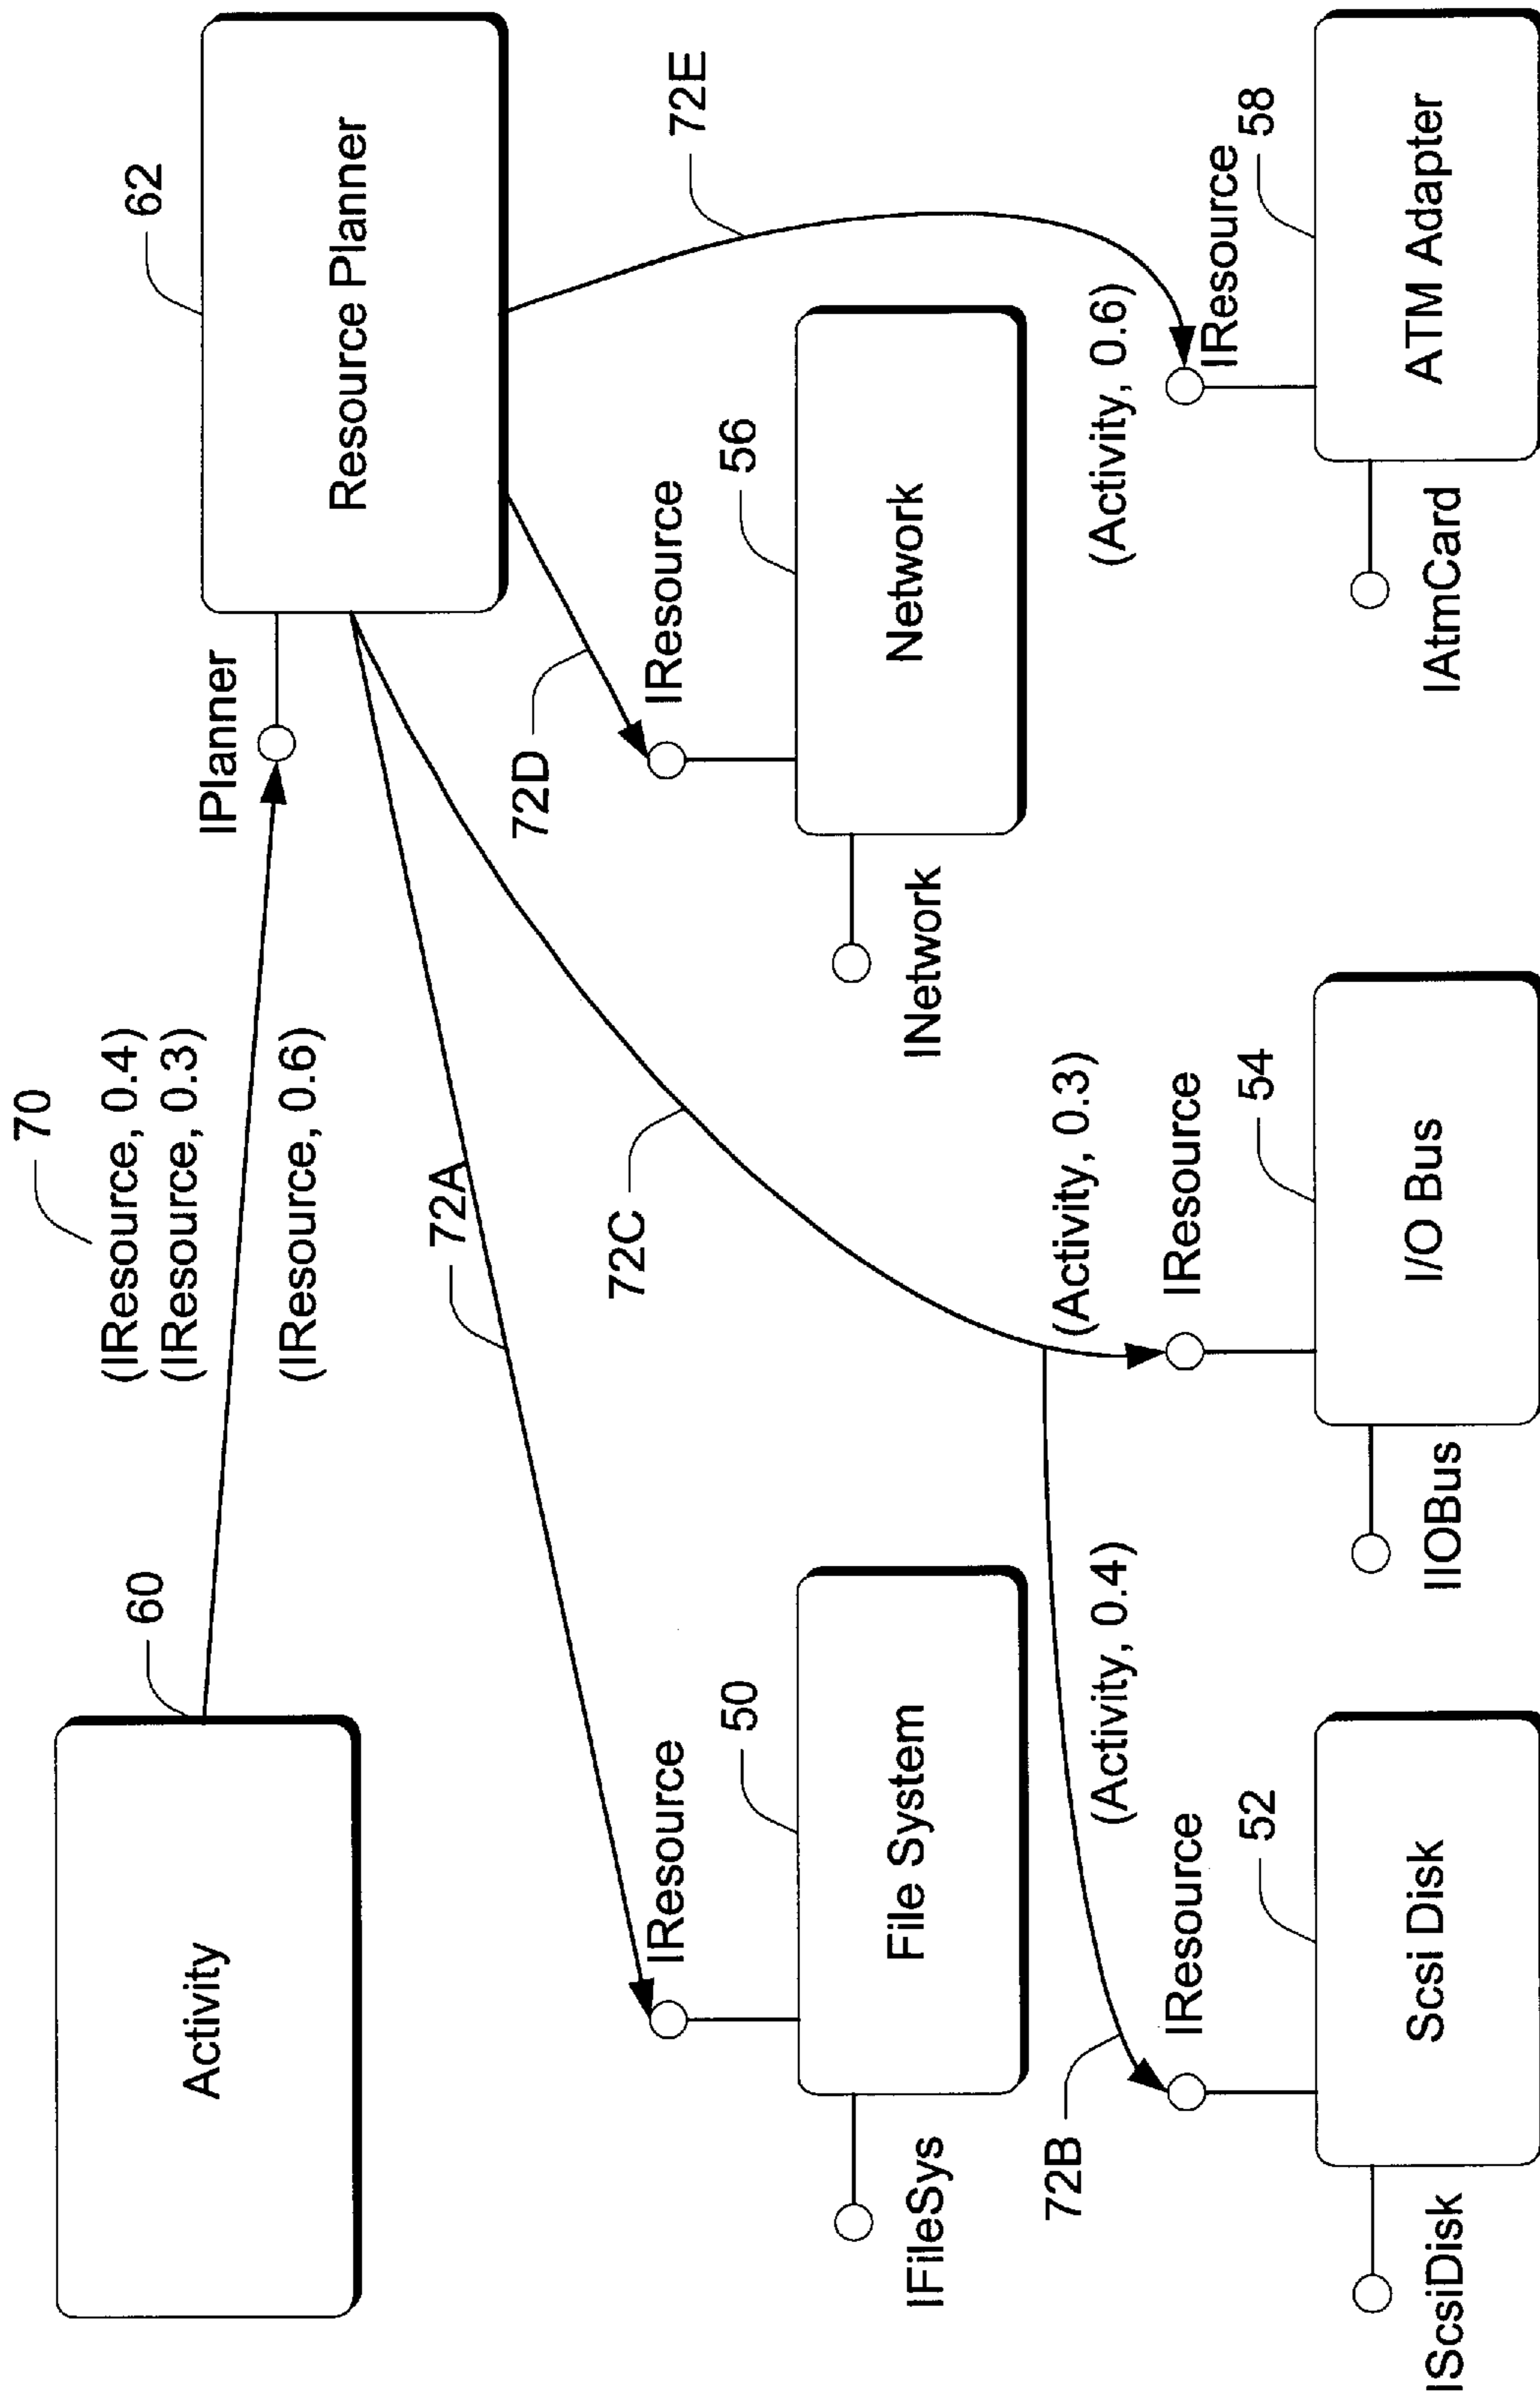 70
(IResource, 0.4)
(IResource, 0.3)
(IResource, 0.6)
60
Activity
62
IPlanner
Resource Planner
72A
72C
72D
72E
IResource
50
File System
IFileSys
IResource
56
Network
INetwork
72B
(Activity, 0.4)
(Activity, 0.3)
(Activity, 0.6)
IResource
52
Scsi Disk
IScsiDisk
IResource
54
I/O Bus
IIOBus
IResource
58
ATM Adapter
IAtmCard